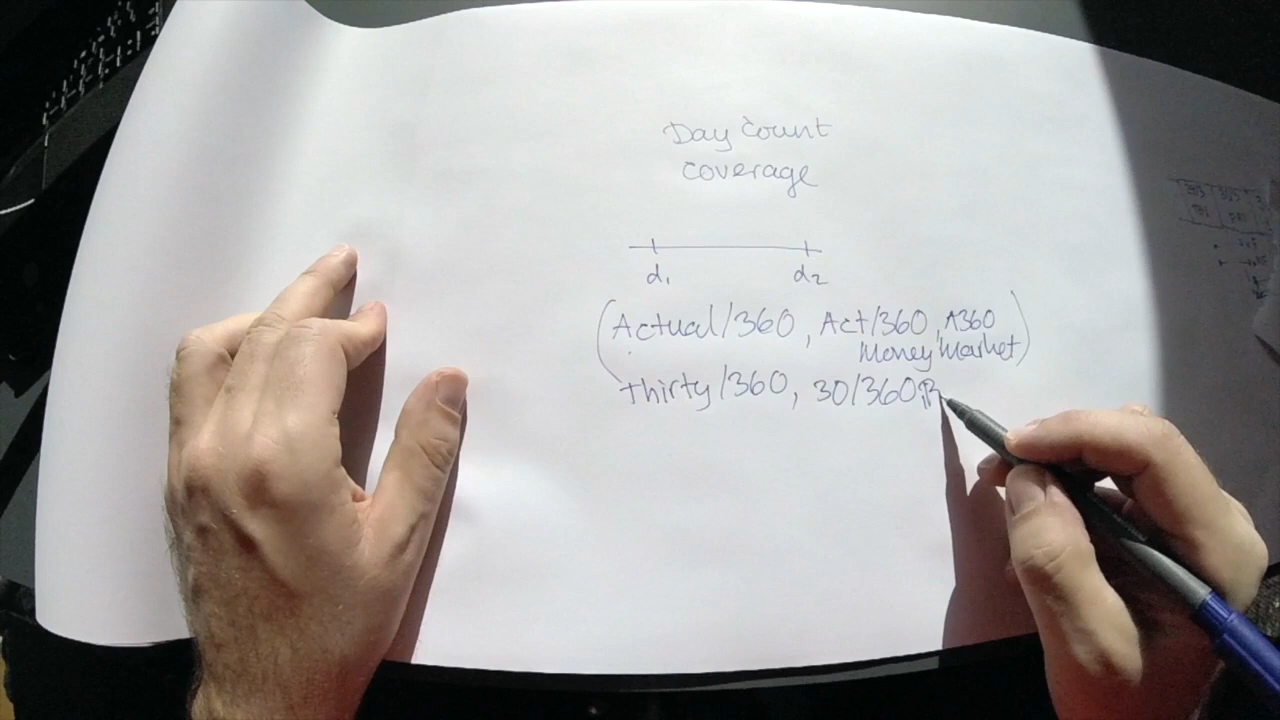 Day Count
coverage
d1 d2
(Actual/360, Act/360, A360
Money Market)
Thirty/360, 30/360, B